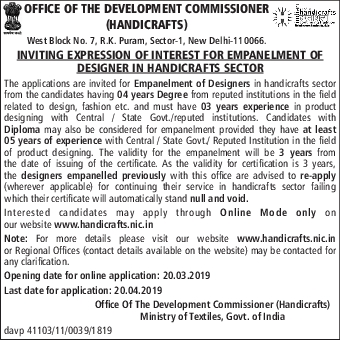 OFFICE OF THE DEVELOPMENT COMMISSIONER
(HANDICRAFTS)
West Block No. 7, R.K. Puram, Sector-1, New Delhi-110066.
INVITING EXPRESSION OF INTEREST FOR EMPANELMENT OF
DESIGNER IN HANDICRAFTS SECTOR
The applications are invited for Empanelment of Designers in handicrafts sector
from the candidates having 04 years Degree from reputed institutions in the field
related to design, fashion etc. and must have 03 years experience in product
designing with Central / State Govt./reputed institutions. Candidates with
Diploma may also be considered for empanelment provided they have at least
05 years of experience with Central / State Govt./ Reputed Institution in the field
of product designing. The validity for the empanelment will be 3 years from
the date of issuing of the certificate. As the validity for certification is 3 years,
the designers empanelled previously with this office are advised to re-apply
(wherever applicable) for continuing their service in handicrafts sector failing
which their certificate will automatically stand null and void.
Interested candidates may apply through Online Mode only on
our website www.handicrafts.nic.in
Note: For more details please visit our website www.handicrafts.nic.in
or Regional Offices (contact details available on the website) may be contacted for
any clarification.
Opening date for online application: 20.03.2019
Last date for application: 20.04.2019
Office Of The Development Commissioner (Handicrafts)
Ministry of Textiles, Govt. of India
davp 41103/11/0039/1819